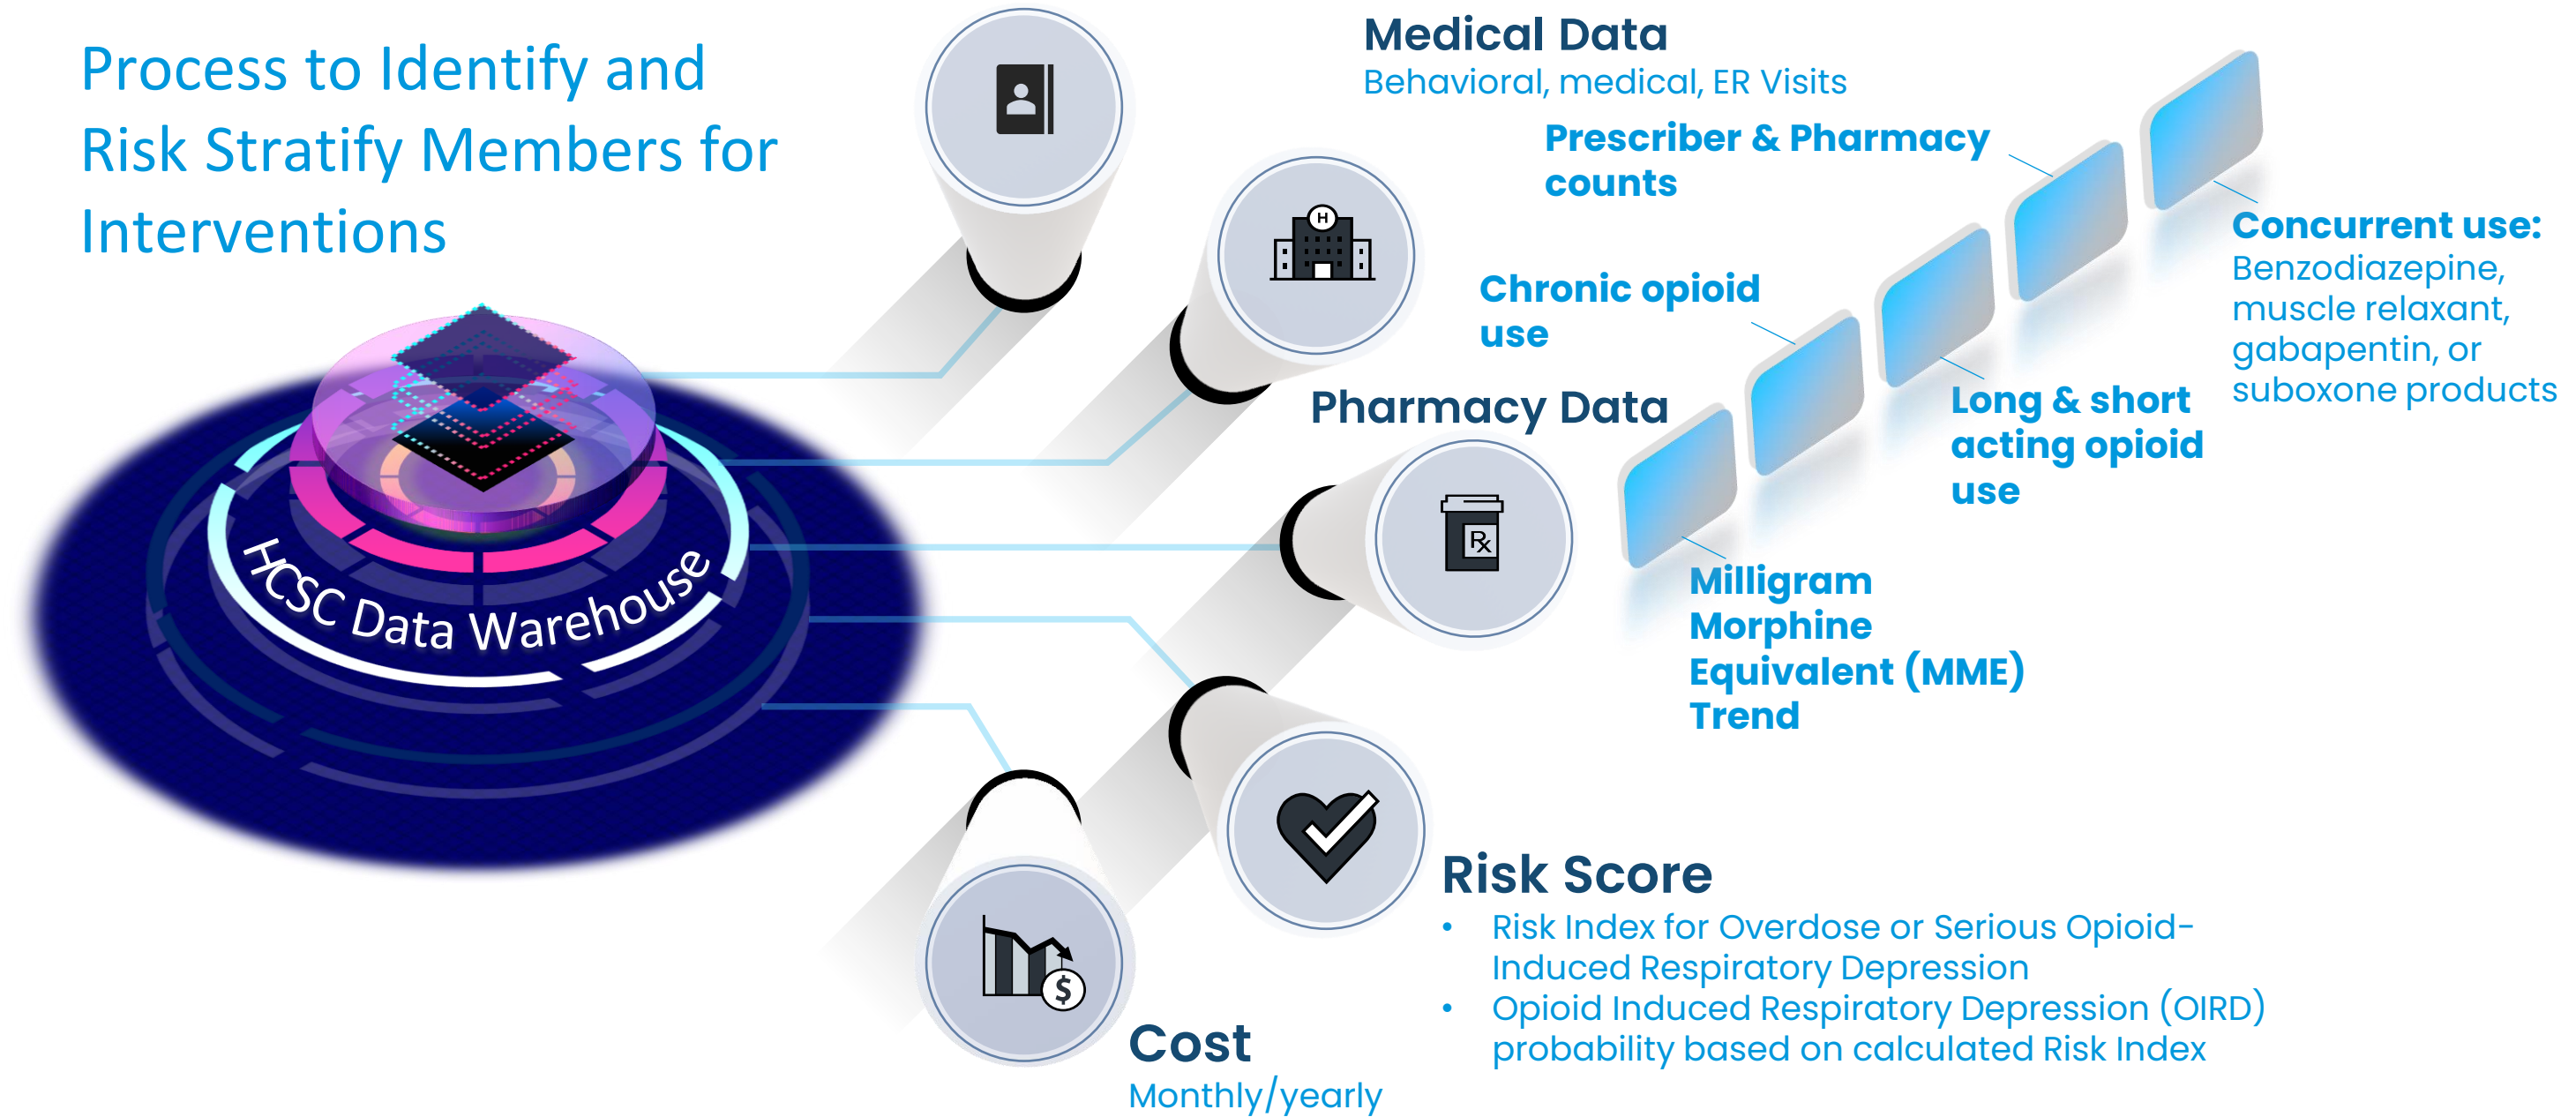 Process to Identify and
Risk Stratify Members for
Interventions
HCSC Data Warehouse
Medical Data
Behavioral, medical, ER Visits
H
Prescriber & Pharmacy
counts
Concurrent use:
Benzodiazepine,
muscle relaxant,
gabapentin, or
suboxone products
Chronic opioid
use
Long & short
acting opioid
use
Pharmacy Data
Rx
Milligram
Morphine
Equivalent (MME)
Trend
Risk Score
• Risk Index for Overdose or Serious Opioid-
Induced Respiratory Depression
• Opioid Induced Respiratory Depression (OIRD)
probability based on calculated Risk Index
$
Cost
Monthly/yearly